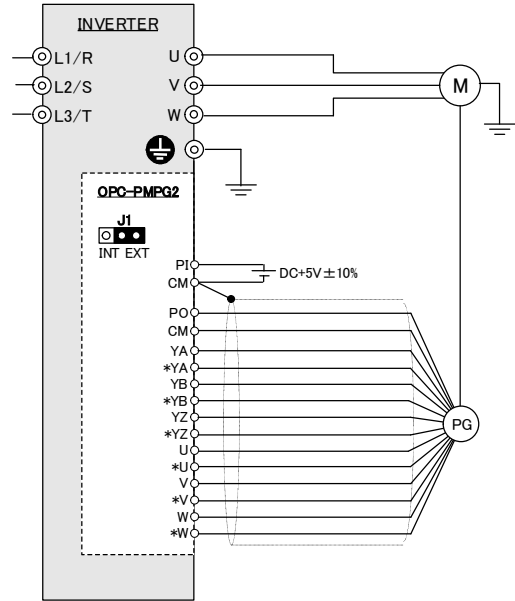 INVERTER
L1/R
L2/S
L3/T
U
V
W
M
OPC-PMPG2
J1
INT EXT
PI
CM
DC+5V±10%
PO
CM
YA
*YA
YB
*YB
YZ
*YZ
U
*U
V
*V
W
*W
PG